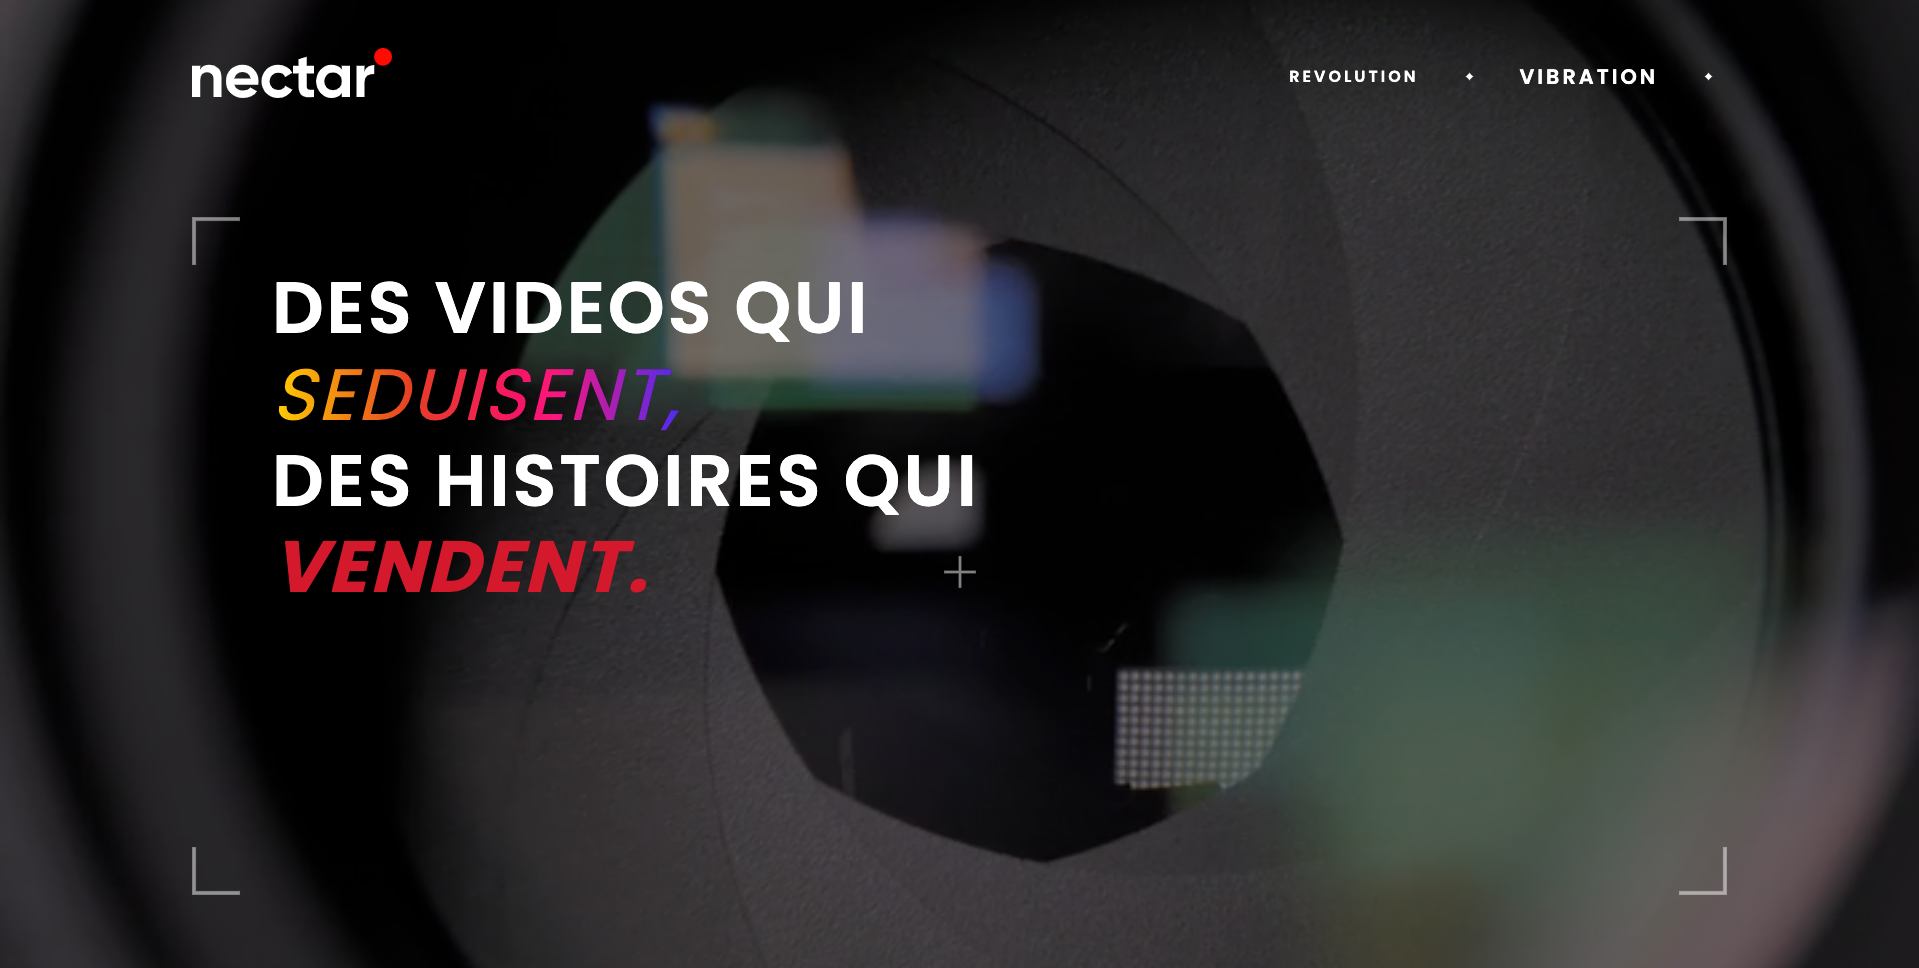 nectar
REVOLUTION
VIBRATION
DES VIDEOS QUI
SEDUISENT,
DES HISTOIRES QUI
VENDENT.